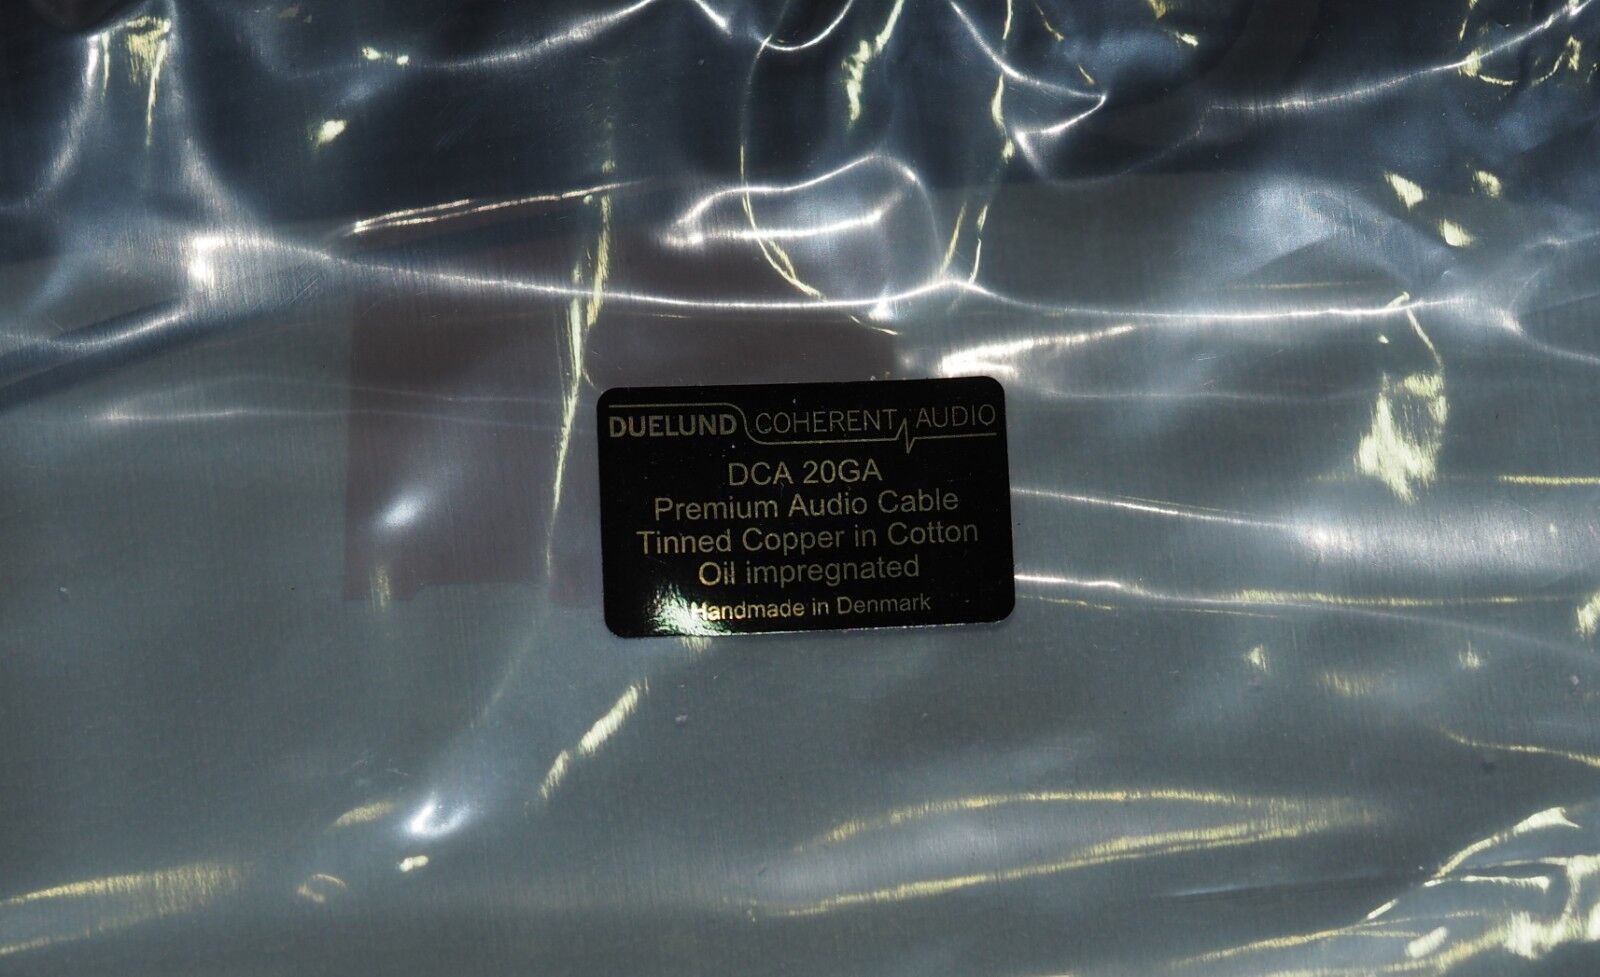 DUELUND COHERENT AUDIO
DCA 20GA
Premium Audio Cable
Tinned Copper in Cotton
Oil impregnated
Handmade in Denmark